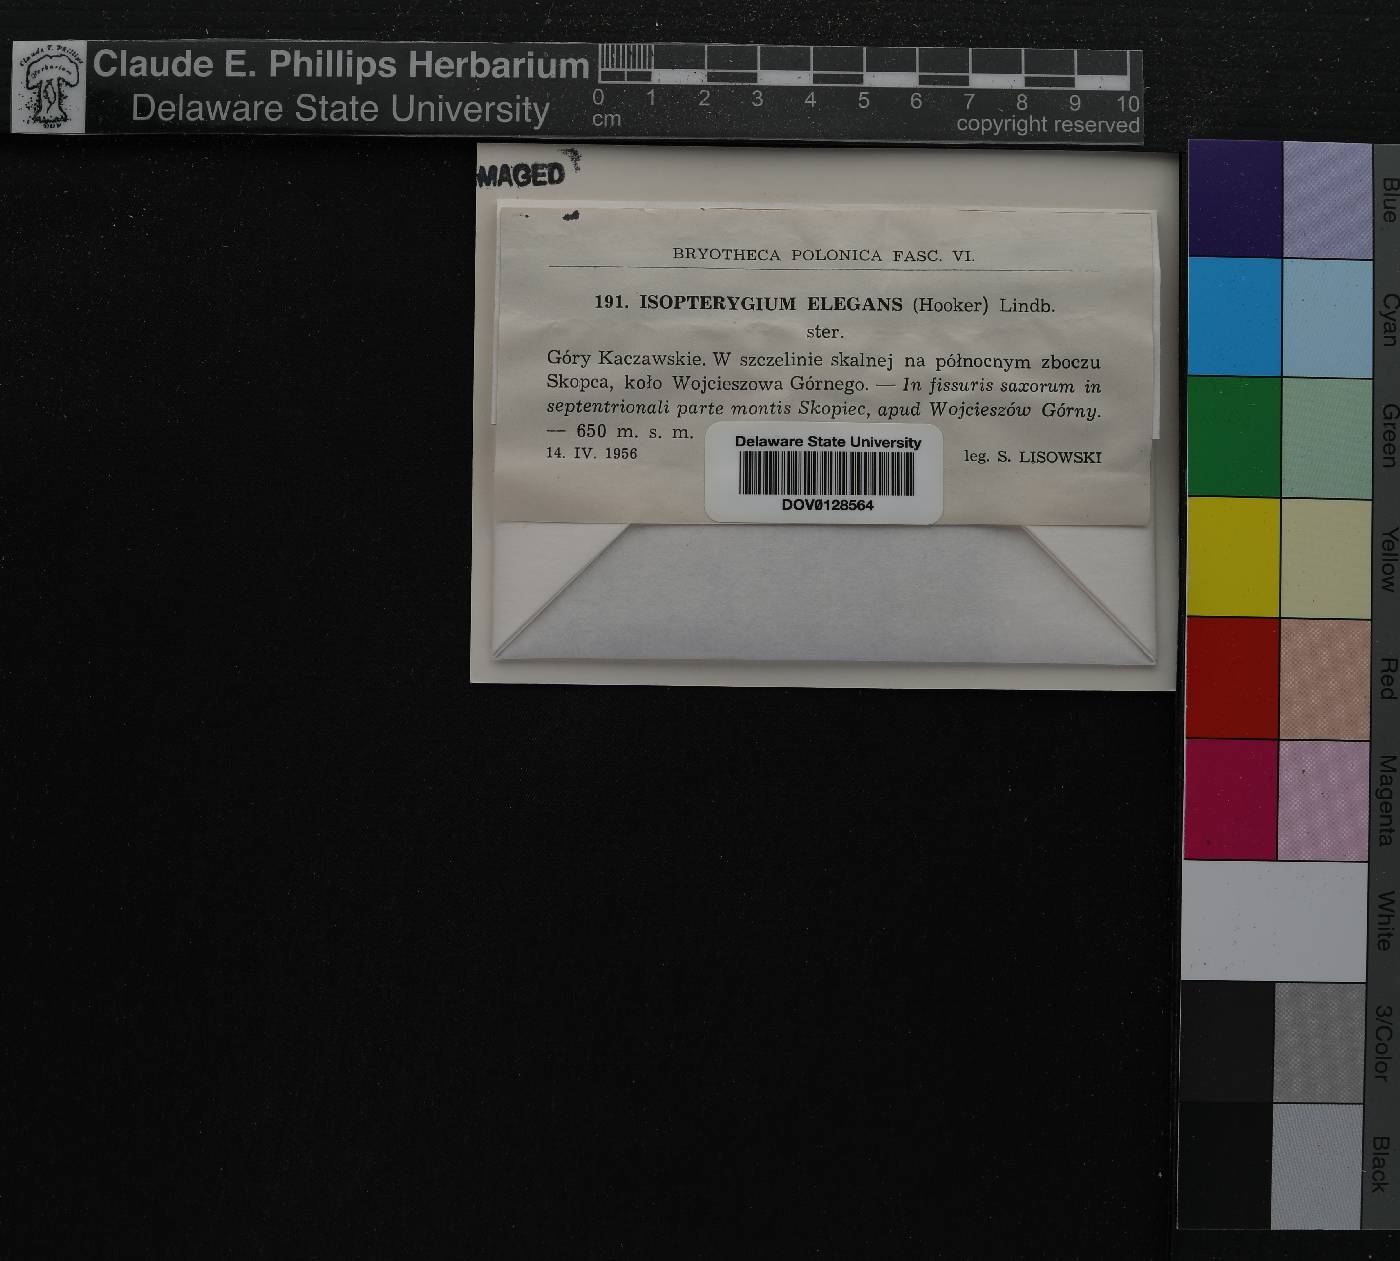 Claude E. Phillips Herbarium
Delaware State University
0 1 2 3 4 5 6 7 8 9 10
cm
copyright reserved
MAGED
BRYOTHECA POLONICA FASC. VI.
191. ISOPTERYGIUM ELEGANS (Hooker) Lindb.
ster.
Góry Kaczawskie. W szczelinie skalnej na północnym zboczu
Skopca, koło Wojcieszowa Górnego. — In fissuris saxorum in
septentrionali parte montis Skopiec, apud Wojcieszów Górny.
— 650 m. s. m.
14. IV. 1956 leg. S. LISOWSKI
Delaware State University
DOV0128564
Blue
Cyan
Green
Yellow
Red
Magenta
White
3/Color
Black